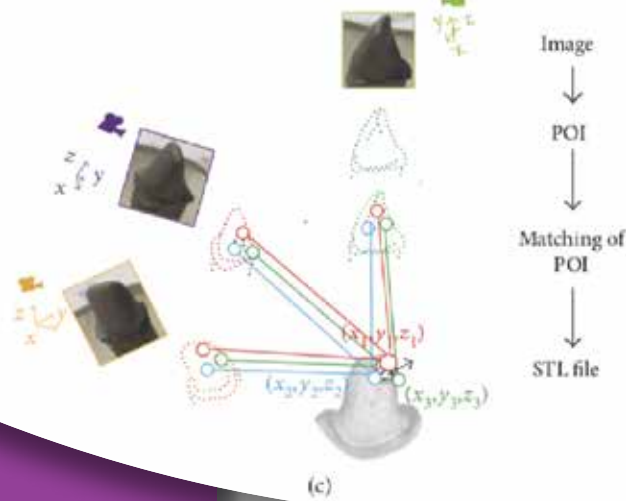 Image
POI
Matching of
POI
STL file
z
x y
z y
x
(x₁,y₁,z₁)
(x₂,y₂,z₂)
(x₃,y₃,z₃)
(c)